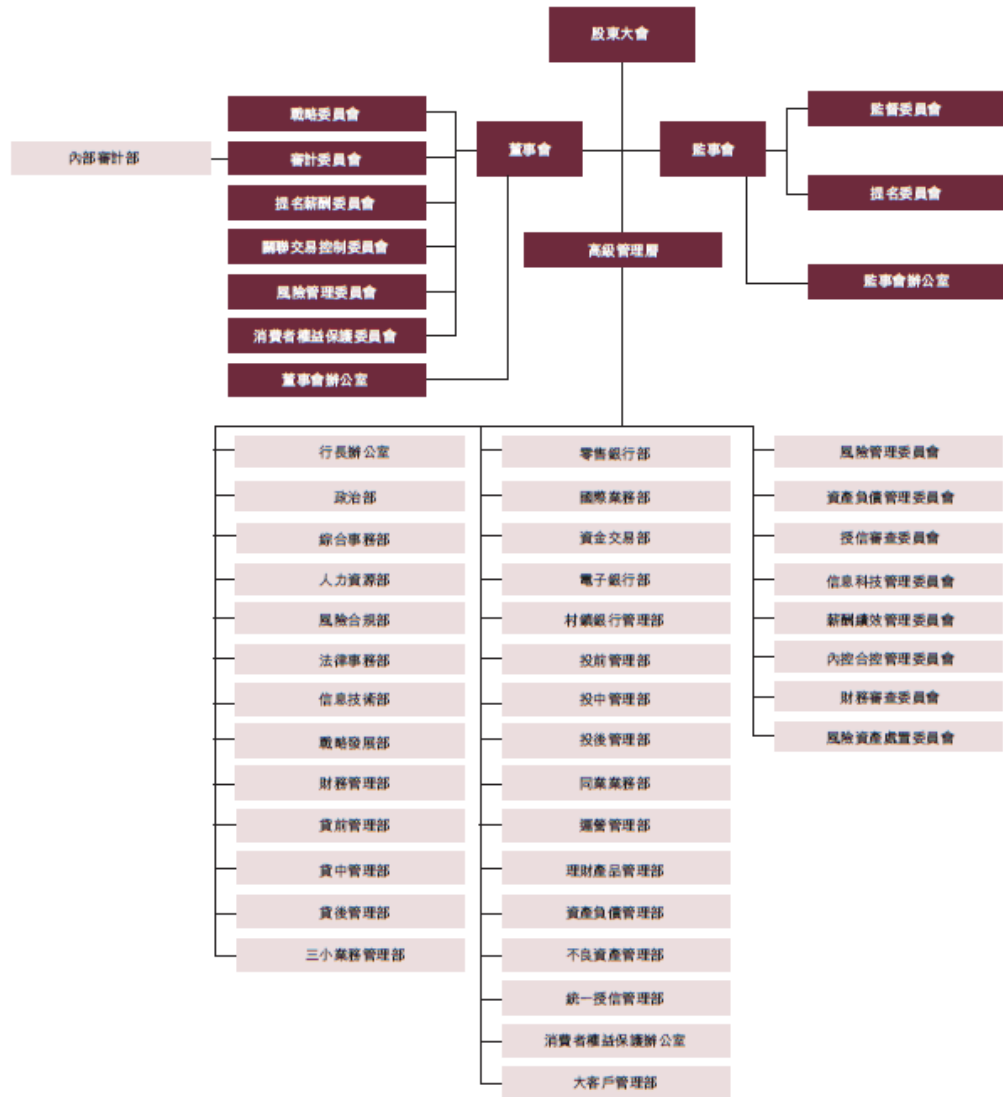 股東大會
戰略委員會
監督委員會
董事會
監事會
內部審計部
審計委員會
提名委員會
提名薪酬委員會
關聯交易控制委員會
高級管理層
監事會辦公室
風險管理委員會
消費者權益保護委員會
董事會辦公室
行長辦公室
政治部
綜合事務部
人力資源部
風險合規部
法律事務部
信息技術部
戰略發展部
財務管理部
貸前管理部
貸中管理部
貸後管理部
三小業務管理部
零售銀行部
國際業務部
資金交易部
電子銀行部
村鎮銀行管理部
投前管理部
投中管理部
投後管理部
同業業務部
運營管理部
理財產品管理部
資產負債管理部
不良資產管理部
統一授信管理部
消費者權益保護辦公室
大客戶管理部
風險管理委員會
資產負債管理委員會
授信審查委員會
信息科技管理委員會
薪酬績效管理委員會
內控合控管理委員會
財務審查委員會
風險資產處置委員會